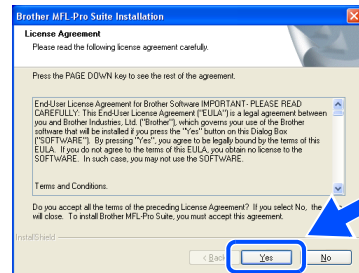 Brother MFL-Pro Suite Installation
License Agreement
Please read the following license agreement carefully.
Press the PAGE DOWN key to see the rest of the agreement.
End-User License Agreement for Brother Software IMPORTANT- PLEASE READ
CAREFULLY: This End-User License Agreement ("EULA") is a legal agreement between
you and Brother Industries, Ltd. ("Brother"), which governs your use of the Brother
software that will be installed if you press the "Yes" button on this Dialog Box
("SOFTWARE"). By pressing "Yes", you agree to be legally bound by the terms of this
EULA. If you do not agree to the terms of this EULA, you obtain no license to the
SOFTWARE. In such case, you may not use the SOFTWARE.
Terms and Conditions.
Do you accept all the terms of the preceding License Agreement? If you select No, the
will close. To install Brother MFL-Pro Suite, you must accept this agreement.
InstallShield
< Back
Yes
No